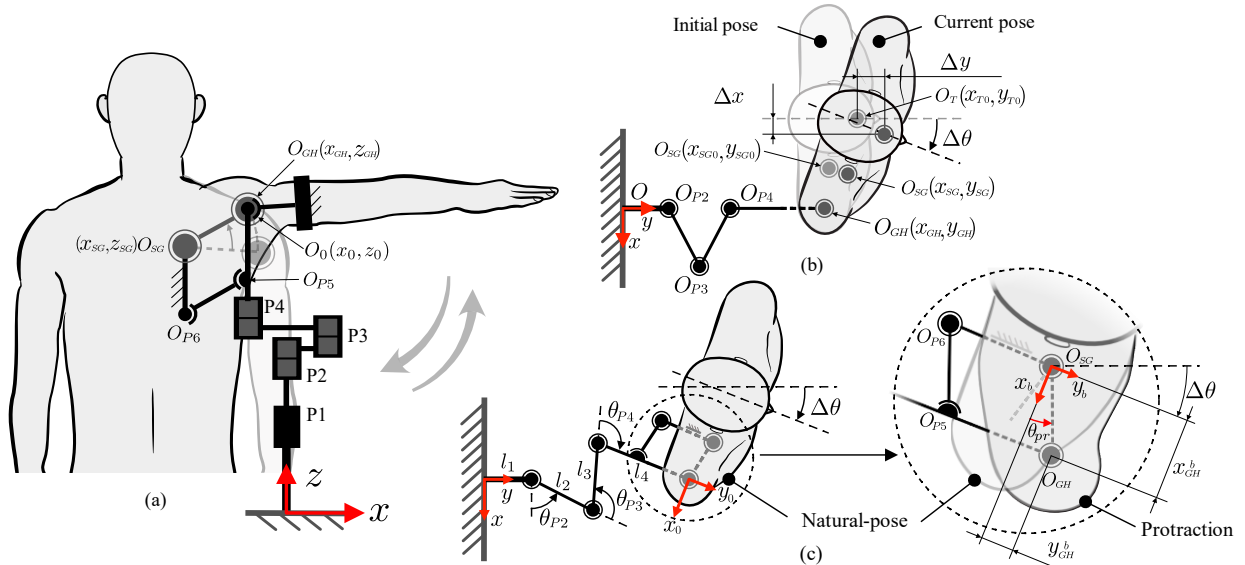 O_GH(x_GH, z_GH)
(x_SG, z_SG)O_SG
O_0(x_0, z_0)
O_P5
O_P6
P4
P3
P2
P1
z
x
(a)
Initial pose
Current pose
Δy
Δx
O_T(x_T0, y_T0)
Δθ
O_SG(x_SG0, y_SG0)
O_SG(x_SG, y_SG)
O
O_P2
O_P4
y
x
O_GH(x_GH, y_GH)
O_P3
(b)
Δθ
θ_P4
l_1
l_2
l_3
l_4
y
x
θ_P2
θ_P3
y_0
x_0
Natural-pose
(c)
O_P6
O_SG
x_b
y_b
Δθ
O_P5
θ_pr
x_GH^b
O_GH
Protraction
y_GH^b